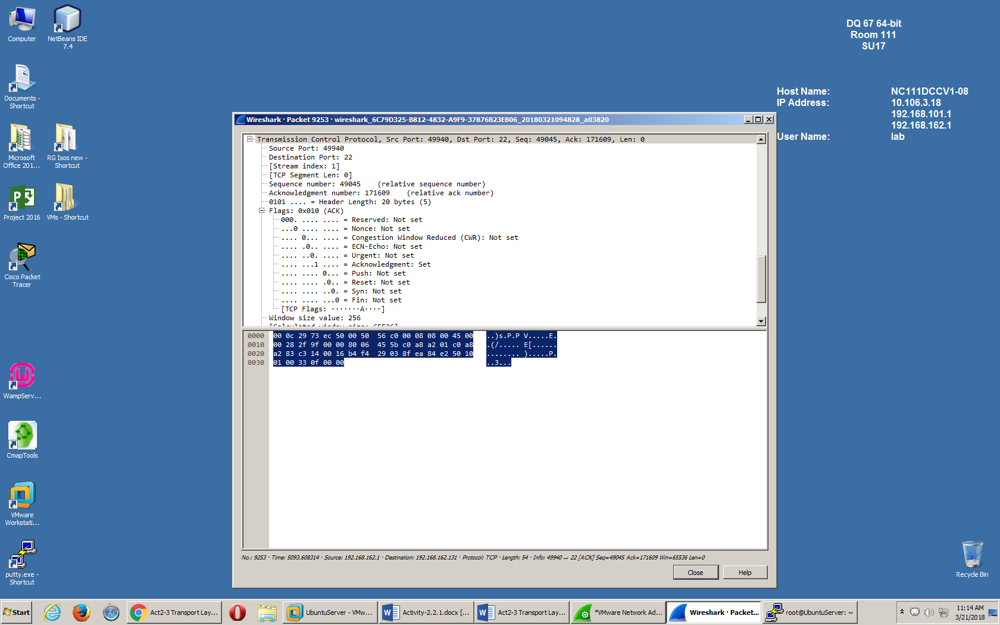 Computer
NetBeans IDE
7.4
Documents -
Shortcut
Microsoft
Office 201...
RG Isos new -
Shortcut
Project 2016
VMs - Shortcut
Cisco Packet
Tracer
WampServ...
CmapTools
VMware
Workstati...
putty.exe -
Shortcut
DQ 67 64-bit
Room 111
SU17
Host Name: NC111DCCV1-08
IP Address: 10.106.3.18
192.168.101.1
192.168.162.1
User Name: lab
Wireshark · Packet 9253 · wireshark_6C79D325-B812-4832-A9F9-37876B23EB06_20180321094828_a03820
Transmission Control Protocol, Src Port: 49940, Dst Port: 22, Seq: 49045, Ack: 171609, Len: 0
Source Port: 49940
Destination Port: 22
[Stream index: 1]
[TCP Segment Len: 0]
Sequence number: 49045 (relative sequence number)
Acknowledgment number: 171609 (relative ack number)
0101 .... = Header Length: 20 bytes (5)
Flags: 0x010 (ACK)
000. .... .... = Reserved: Not set
...0 .... .... = Nonce: Not set
.... 0... .... = Congestion Window Reduced (CWR): Not set
.... .0.. .... = ECN-Echo: Not set
.... ..0. .... = Urgent: Not set
.... ...1 .... = Acknowledgment: Set
.... .... 0... = Push: Not set
.... .... .0.. = Reset: Not set
.... .... ..0. = Syn: Not set
.... .... ...0 = Fin: Not set
[TCP Flags: ·······A····]
Window size value: 256
[Calculated window size: 65536]
0000 00 0c 29 73 ec 50 00 50 56 c0 00 08 08 00 45 00 ..)s.P.P V.....E.
0010 00 28 2f 9f 00 00 80 06 45 5b c0 a8 a2 01 c0 a8 .(/..... E[......
0020 a2 83 c3 14 00 16 b4 f4 29 03 8f ea 84 e2 50 10 ........ ).....P.
0030 01 00 33 0f 00 00 ..3...
No.: 9253 · Time: 5093.608314 · Source: 192.168.162.1 · Destination: 192.168.162.131 · Protocol: TCP · Length: 54 · Info: 49940 → 22 [ACK] Seq=49045 Ack=171609 Win=65536 Len=0
Close
Help
Recycle Bin
Start
Act2-3 Transport Lay...
UbuntuServer - VMw...
Activity-2.2.1.docx [...
Act2-3 Transport Lay...
*VMware Network Ad...
Wireshark · Packet...
root@UbuntuServer: ~
11:14 AM
3/21/2018